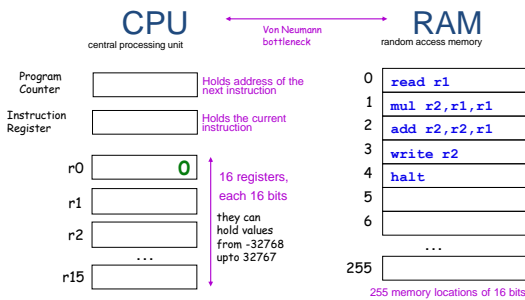 CPU
central processing unit
Von Neumann
bottleneck
RAM
random access memory
Program
Counter
Holds address of the
next instruction
Instruction
Register
Holds the current
instruction
r0
0
r1
r2
...
r15
16 registers,
each 16 bits
they can
hold values
from -32768
upto 32767
0 read r1
1 mul r2,r1,r1
2 add r2,r2,r1
3 write r2
4 halt
5
6
...
255
255 memory locations of 16 bits